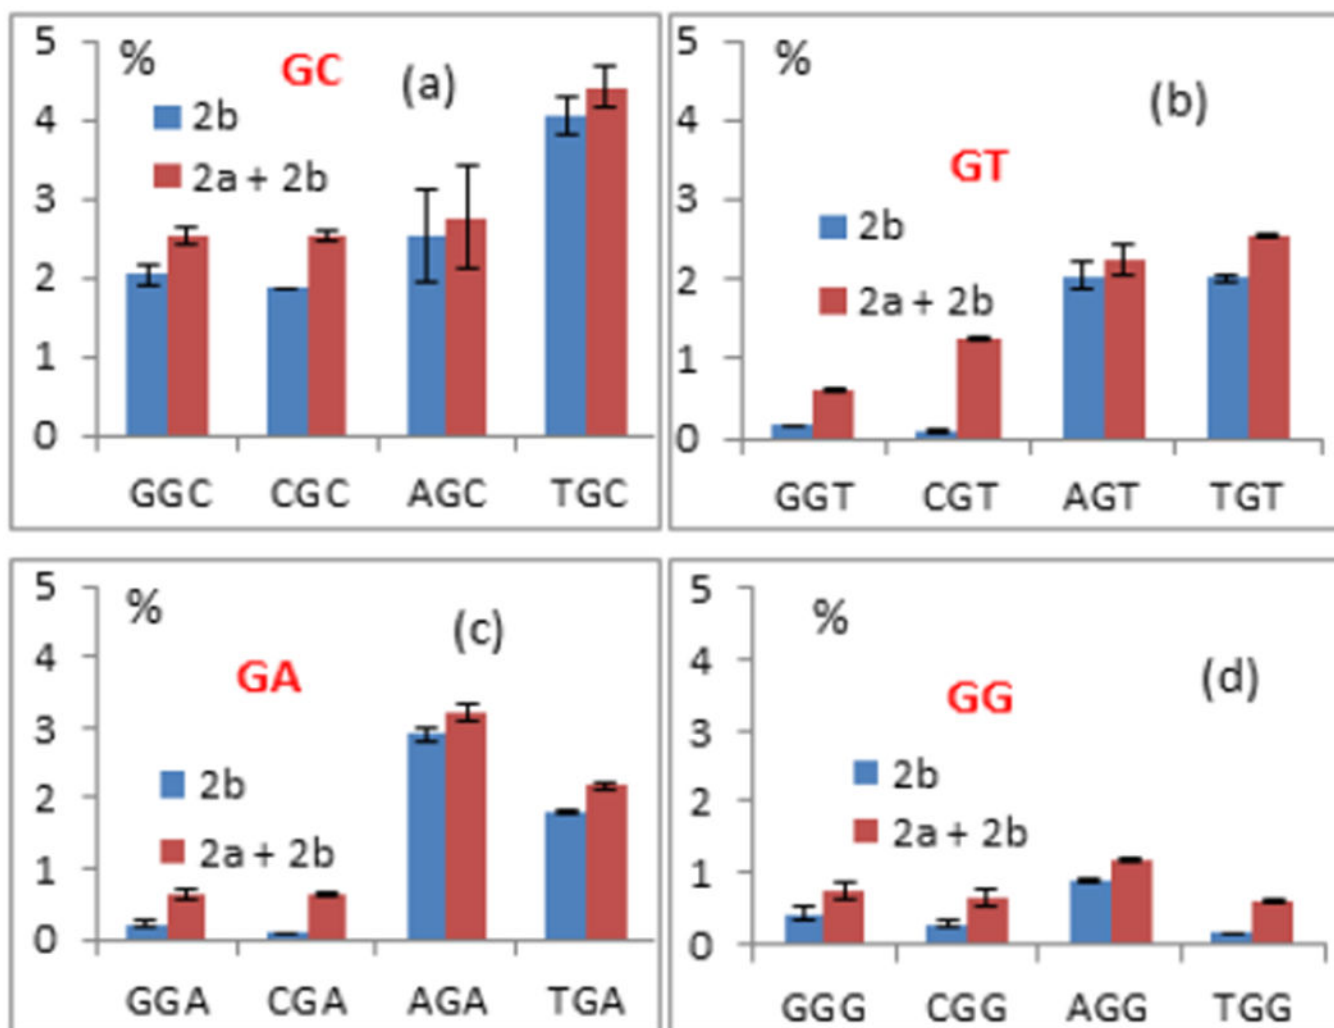 5
%
GC
(a)
2b
4
2a + 2b
3
2
1
0
GGC CGC AGC TGC
5
%
(b)
4
GT
3
2b
2a + 2b
2
1
0
GGT CGT AGT TGT
5
%
(c)
4
GA
3
2b
2
2a + 2b
1
0
GGA CGA AGA TGA
5
%
4
(d)
GG
3
2b
2
2a + 2b
1
0
GGG CGG AGG TGG